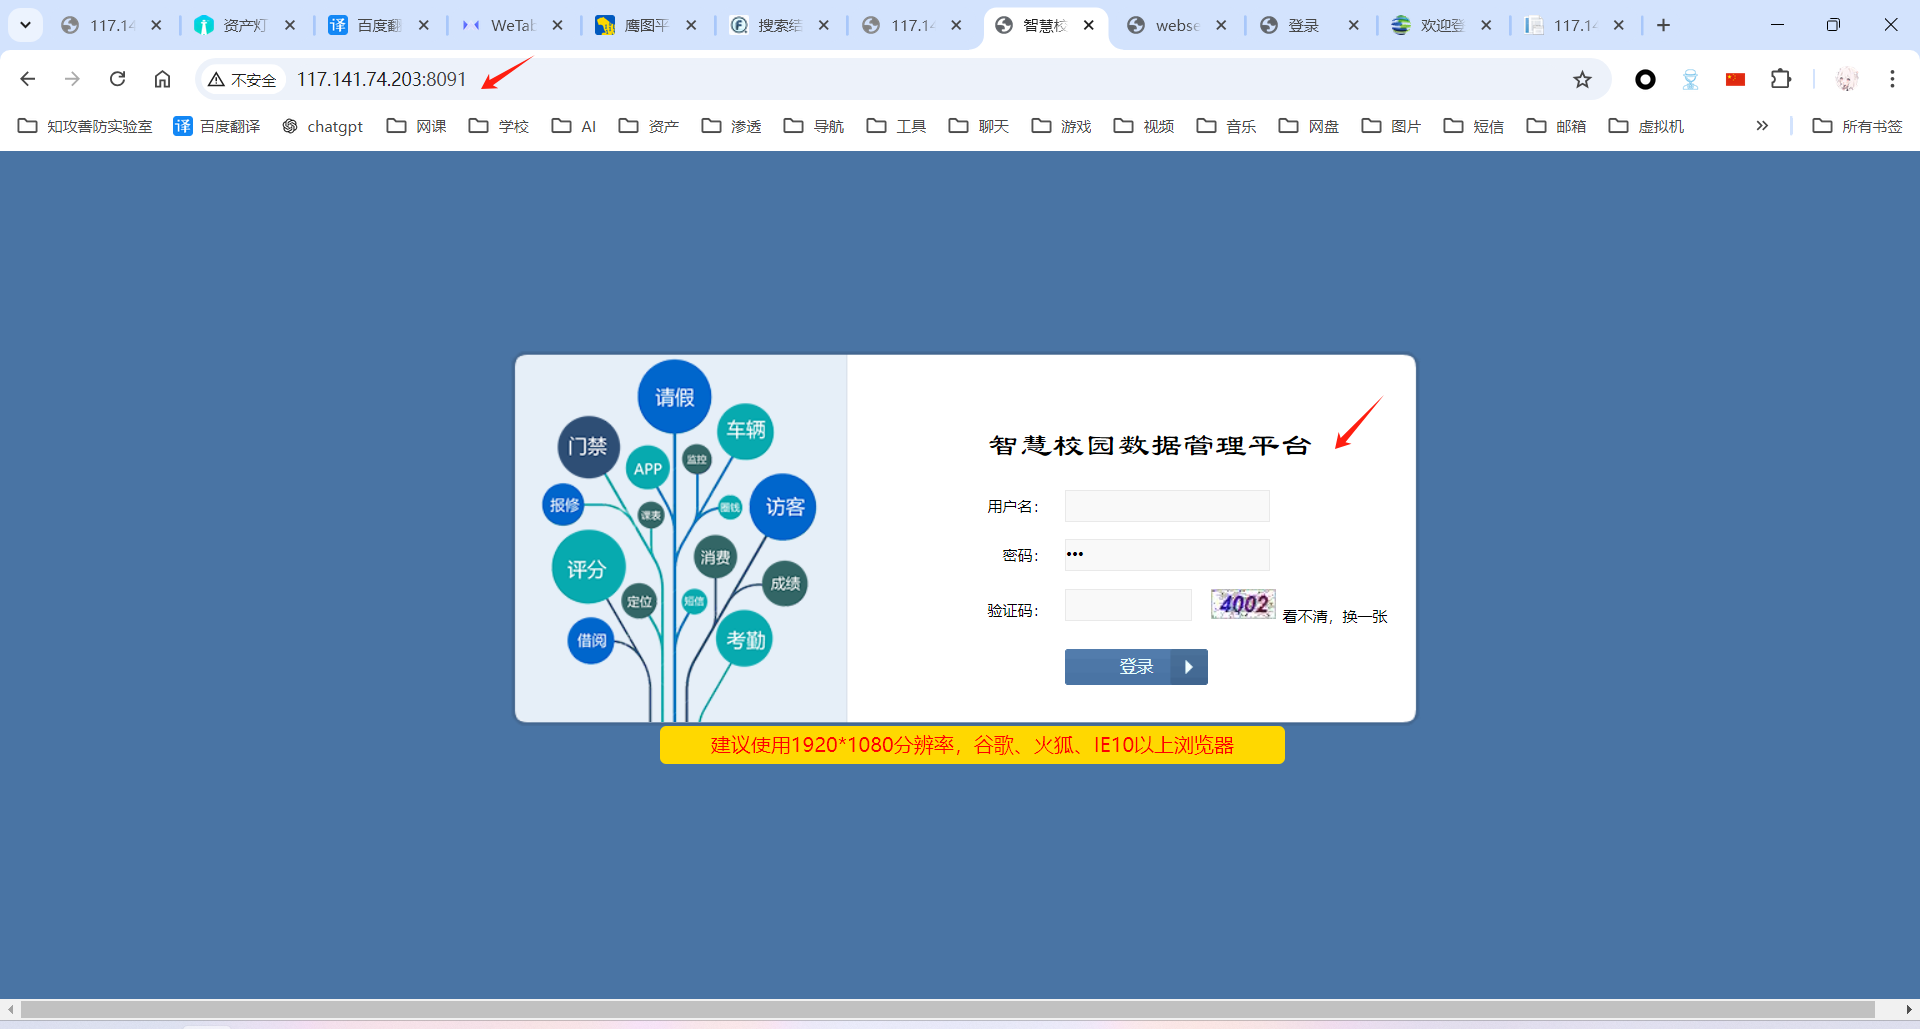 117.14
资产灯
百度翻
WeTab
鹰图平
搜索结
117.14
智慧校
webse
登录
欢迎登
117.14
不安全 117.141.74.203:8091
知攻善防实验室 百度翻译 chatgpt 网课 学校 AI 资产 渗透 导航 工具 聊天 游戏 视频 音乐 网盘 图片 短信 邮箱 虚拟机 所有书签
请假
车辆
门禁
监控
APP
报修
课表
圈钱
访客
消费
评分
成绩
定位
短信
借阅
考勤
智慧校园数据管理平台
用户名:
密码:
验证码: 4002 看不清，换一张
登录
建议使用1920*1080分辨率，谷歌、火狐、IE10以上浏览器